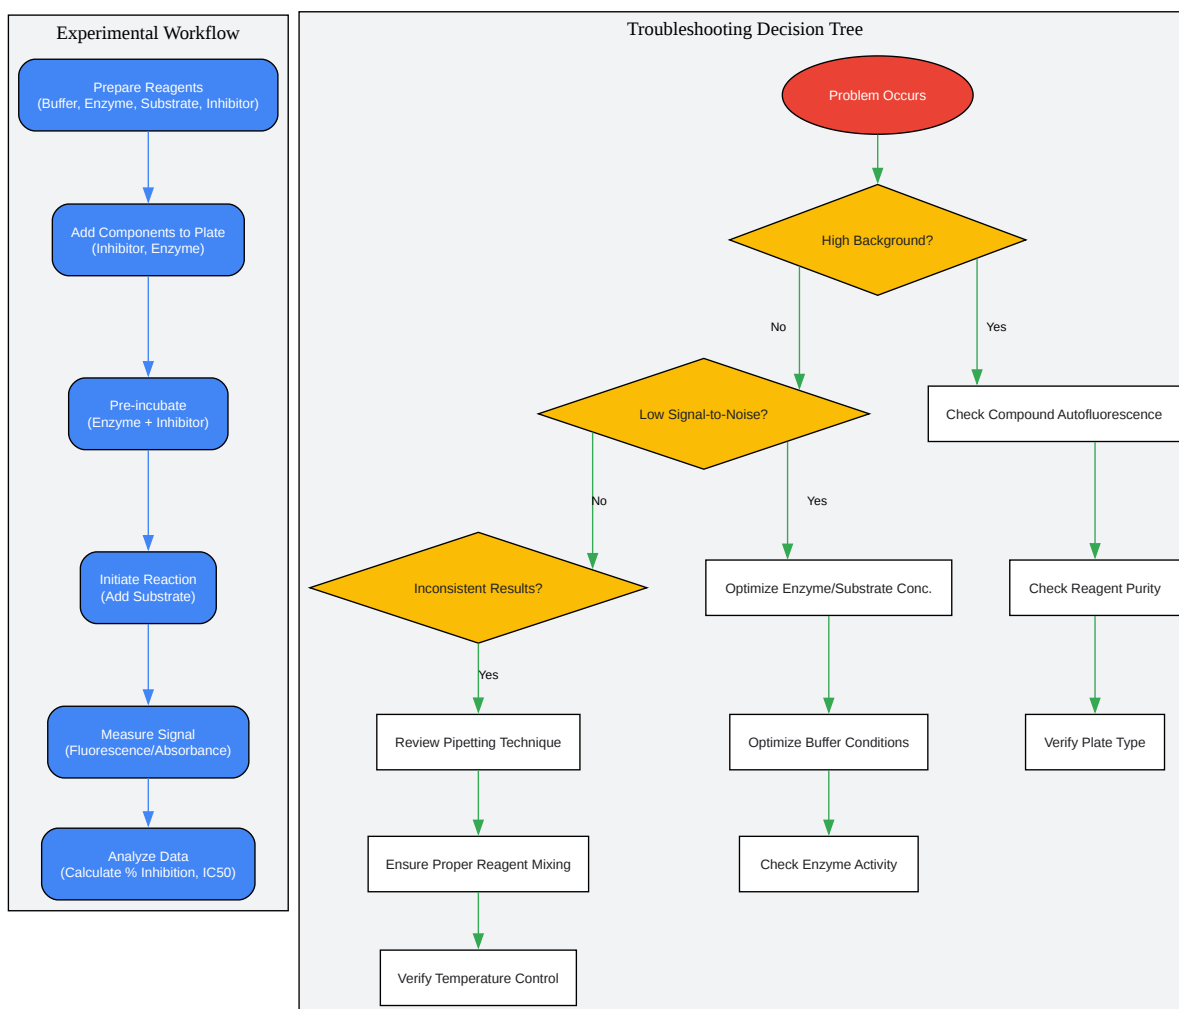 Experimental Workflow
Prepare Reagents
(Buffer, Enzyme, Substrate, Inhibitor)
Add Components to Plate
(Inhibitor, Enzyme)
Pre-incubate
(Enzyme + Inhibitor)
Initiate Reaction
(Add Substrate)
Measure Signal
(Fluorescence/Absorbance)
Analyze Data
(Calculate % Inhibition, IC50)
Troubleshooting Decision Tree
Problem Occurs
High Background?
No
Yes
Low Signal-to-Noise?
Check Compound Autofluorescence
No
Yes
Inconsistent Results?
Optimize Enzyme/Substrate Conc.
Check Reagent Purity
Yes
Review Pipetting Technique
Optimize Buffer Conditions
Verify Plate Type
Ensure Proper Reagent Mixing
Check Enzyme Activity
Verify Temperature Control